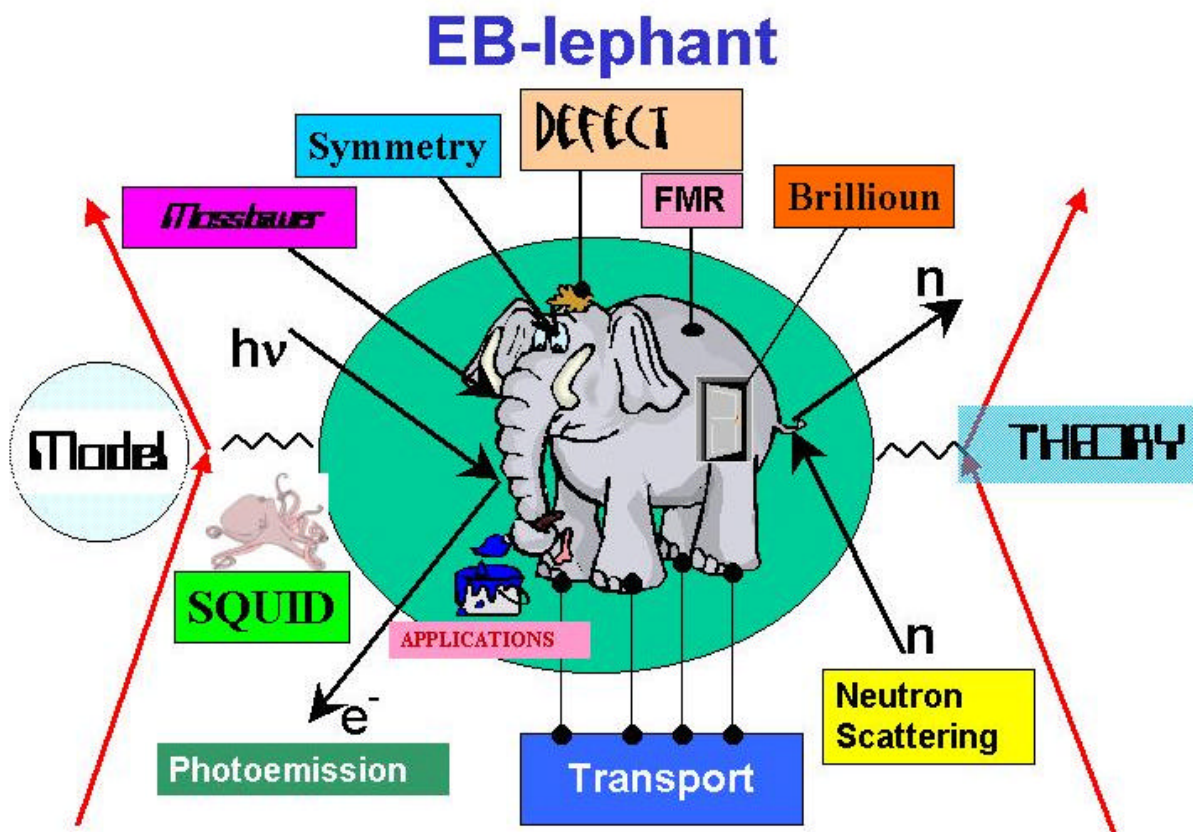 EB-lephant
DEFECT
Symmetry
FMR
Brillioun
Mossbauer
n
hν
Model
THEORY
SQUID
APPLICATIONS
n
e-
Neutron
Scattering
Photoemission
Transport